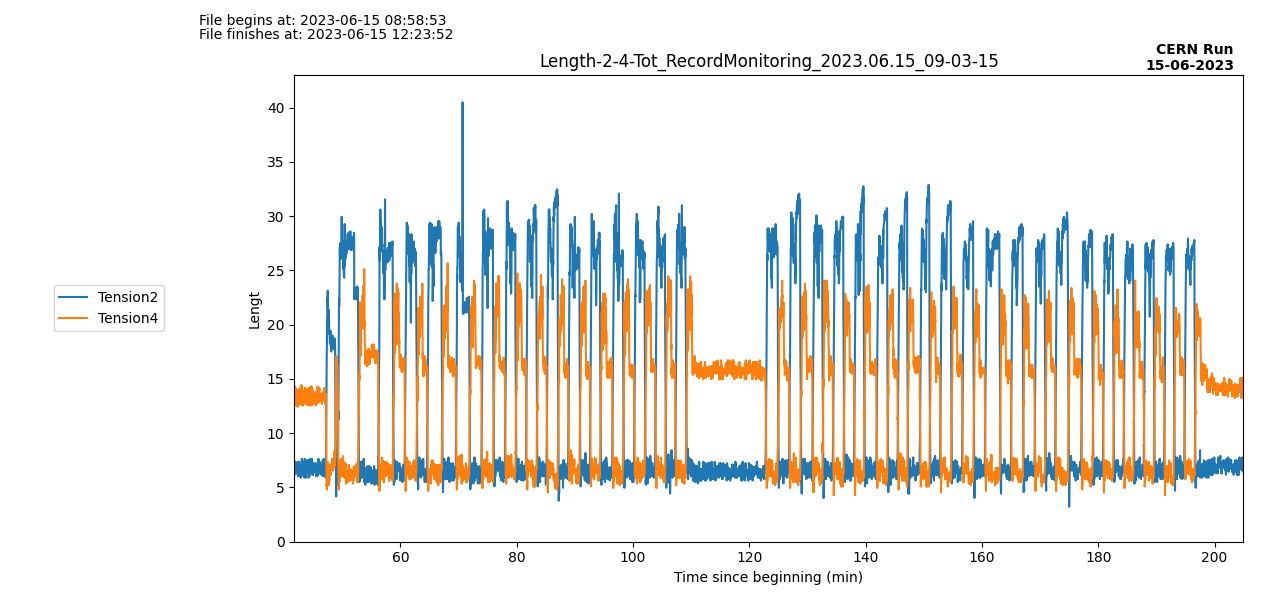 File begins at: 2023-06-15 08:58:53
File finishes at: 2023-06-15 12:23:52
CERN Run
15-06-2023
Length-2-4-Tot_RecordMonitoring_2023.06.15_09-03-15
40
35
30
25
20
15
10
5
0
Lengt
Tension2
Tension4
60 80 100 120 140 160 180 200
Time since beginning (min)